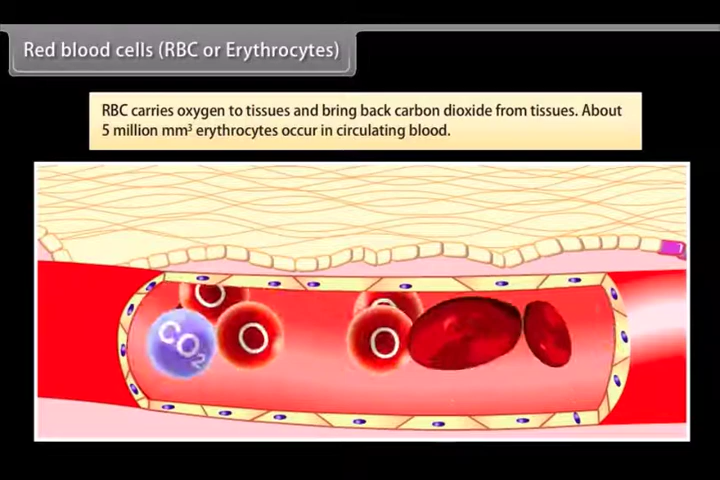 Red blood cells (RBC or Erythrocytes)
RBC carries oxygen to tissues and bring back carbon dioxide from tissues. About
5 million mm³ erythrocytes occur in circulating blood.
O
O
CO₂
O
O